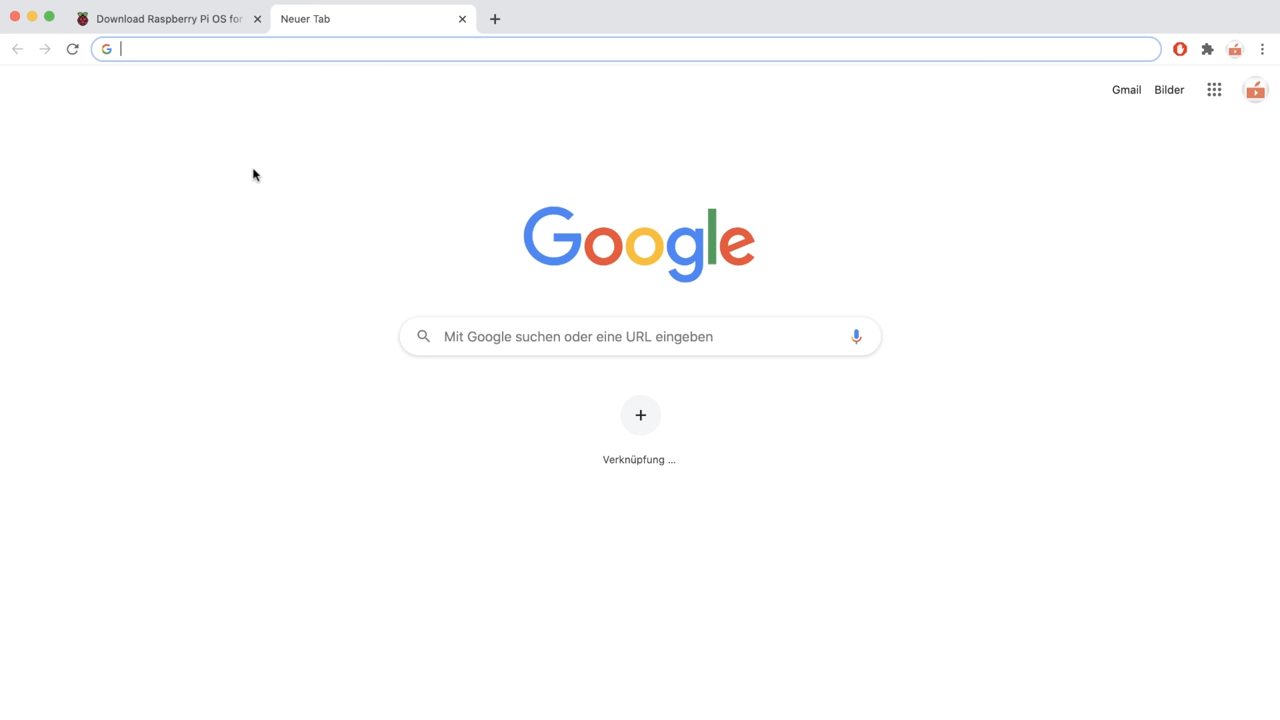 Download Raspberry Pi OS for
Neuer Tab
Gmail Bilder
Google
Mit Google suchen oder eine URL eingeben
Verknüpfung ...